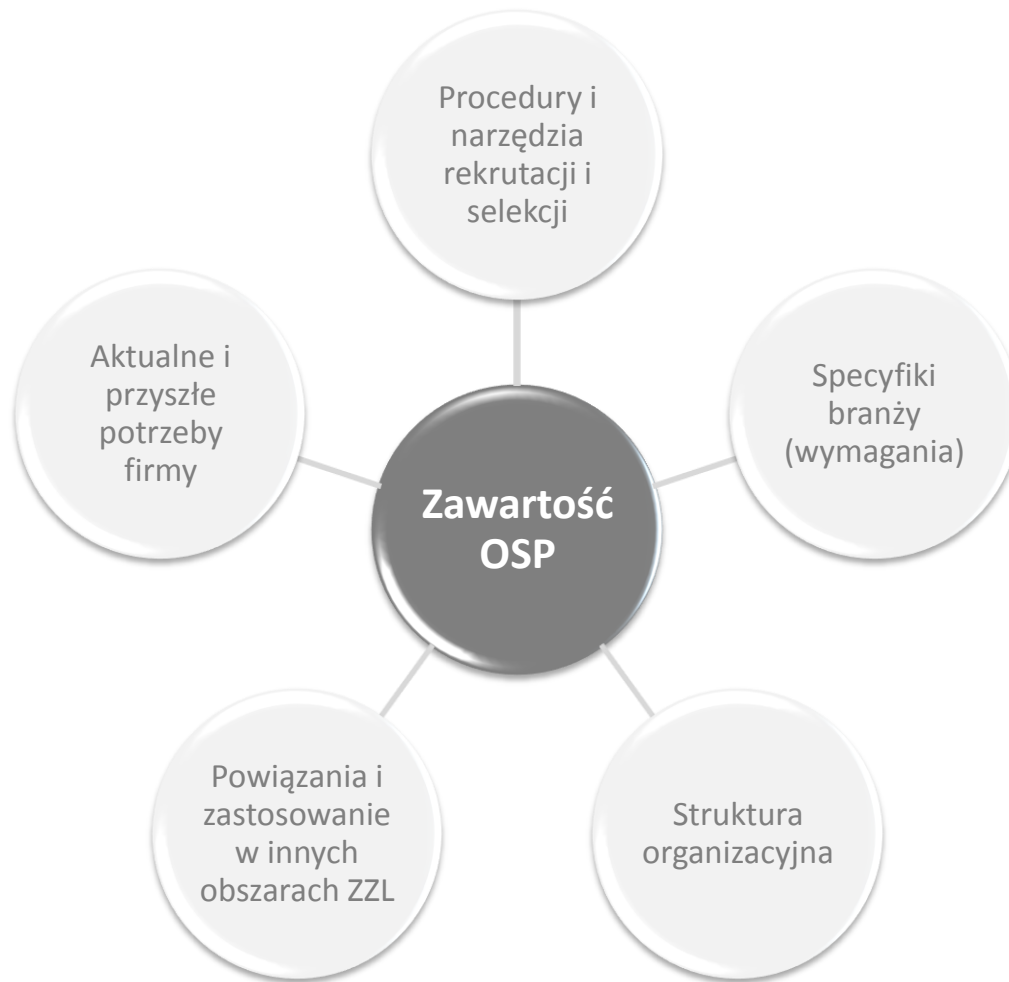 Procedury i
narzędzia
rekrutacji i
selekcji
Aktualne i
przyszłe
potrzeby
firmy
Specyfiki
branży
(wymagania)
Zawartość
OSP
Powiązania i
zastosowanie
w innych
obszarach ZZL
Struktura
organizacyjna